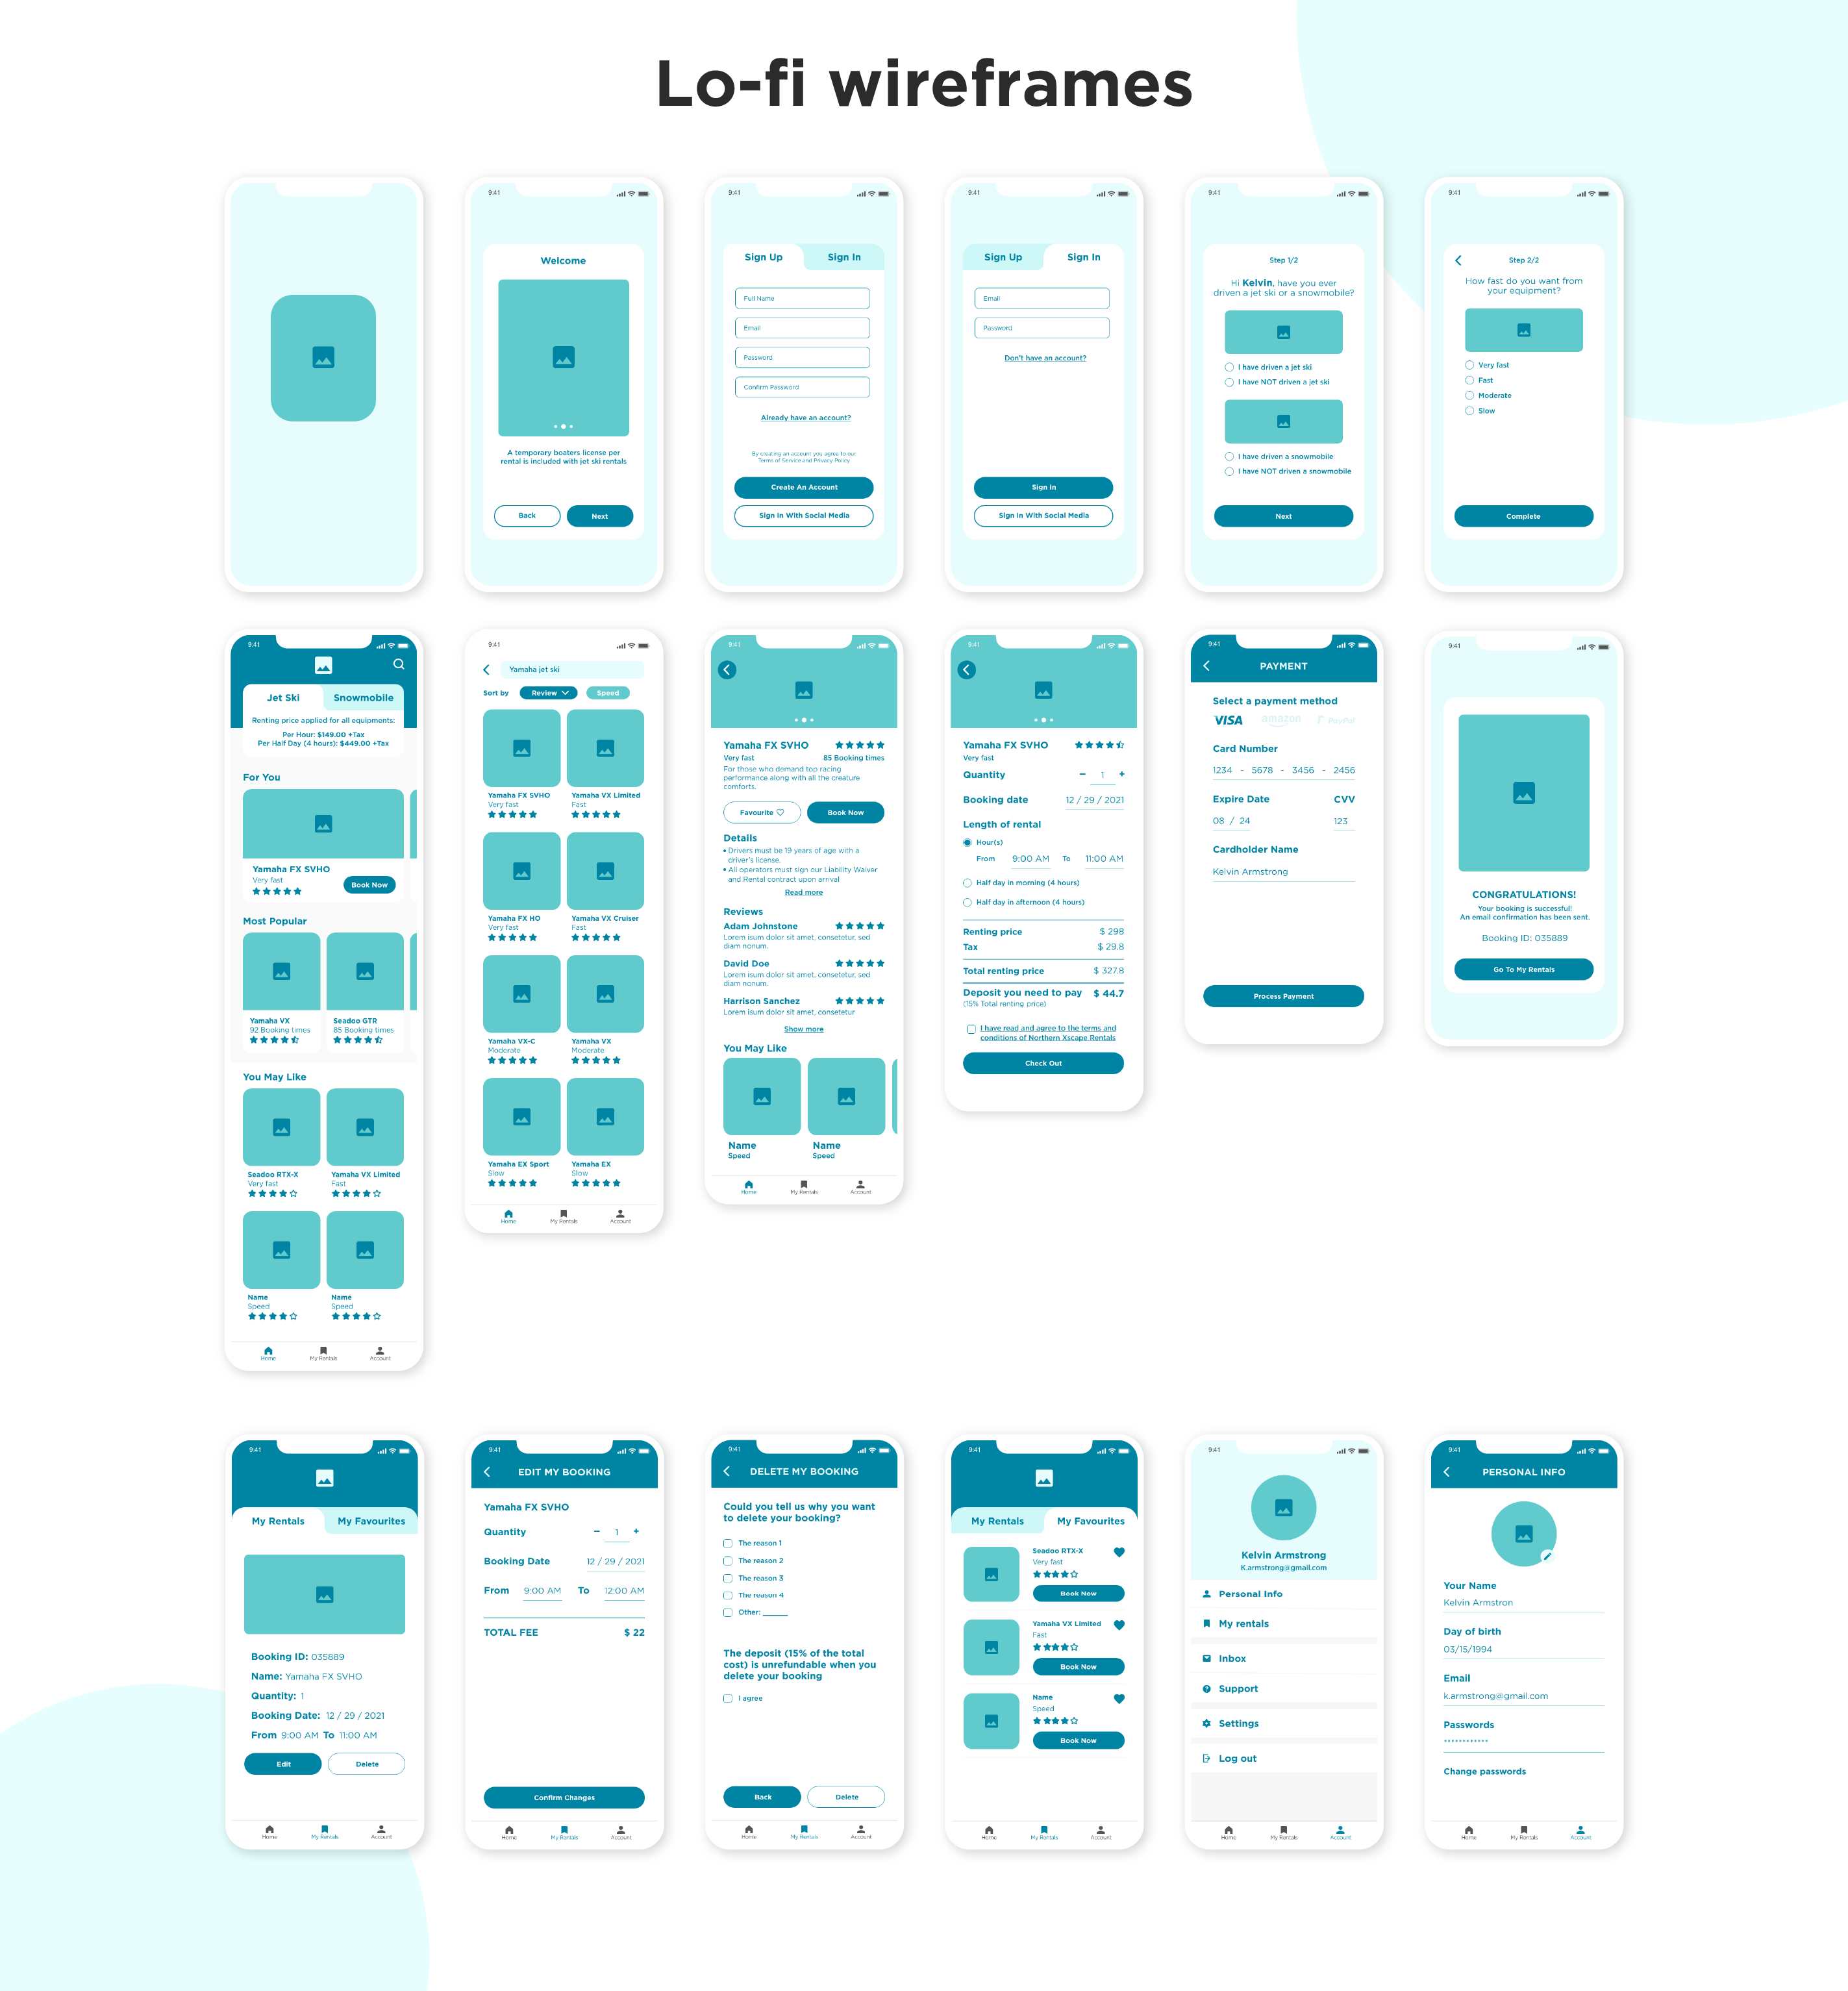 Lo-fi wireframes
9:41
Welcome
A temporary boaters license per
rental is included with jet ski rentals
Back Next
9:41
Sign Up Sign In
Full Name
Email
Password
Confirm Password
Already have an account?
By creating an account you agree to our
Terms of Service and Privacy Policy
Create An Account
Sign In With Social Media
9:41
Sign Up Sign In
Email
Password
Don't have an account?
Sign In
Sign In With Social Media
9:41
Step 1/2
Hi Kelvin, have you ever
driven a jet ski or a snowmobile?
I have driven a jet ski
I have NOT driven a jet ski
I have driven a snowmobile
I have NOT driven a snowmobile
Next
9:41
Step 2/2
How fast do you want from
your equipment?
Very fast
Fast
Moderate
Slow
Complete
9:41
Jet Ski Snowmobile
Renting price applied for all equipments:
Per Hour: $149.00 +Tax
Per Half Day (4 hours): $449.00 +Tax
For You
Yamaha FX SVHO
Very fast
Book Now
Most Popular
Yamaha VX Seadoo GTR
92 Booking times 85 Booking times
You May Like
Seadoo RTX-X Yamaha VX Limited
Very fast Fast
Name Name
Speed Speed
Home My Rentals Account
9:41
Yamaha jet ski
Sort by Review Speed
Yamaha FX SVHO Yamaha VX Limited
Very fast Fast
Yamaha FX HO Yamaha VX Cruiser
Very fast Fast
Yamaha VX-C Yamaha VX
Moderate Moderate
Yamaha EX Sport Yamaha EX
Slow Slow
Home My Rentals Account
9:41
Yamaha FX SVHO
Very fast 85 Booking times
For those who demand top racing
performance along with all the creature
comforts.
Favourite Book Now
Details
• Drivers must be 19 years of age with a
driver's license.
• All operators must sign our Liability Waiver
and Rental contract upon arrival
Read more
Reviews
Adam Johnstone
Lorem isum dolor sit amet, consetetur, sed
diam nonum.
David Doe
Lorem isum dolor sit amet, consetetur, sed
diam nonum.
Harrison Sanchez
Lorem isum dolor sit amet, consetetur
Show more
You May Like
Name Name
Speed Speed
Home My Rentals Account
9:41
Yamaha FX SVHO
Very fast
Quantity – 1 +
Booking date 12 / 29 / 2021
Length of rental
Hour(s)
From 9:00 AM To 11:00 AM
Half day in morning (4 hours)
Half day in afternoon (4 hours)
Renting price $ 298
Tax $ 29.8
Total renting price $ 327.8
Deposit you need to pay $ 44.7
(15% Total renting price)
I have read and agree to the terms and
conditions of Northern Xscape Rentals
Check Out
9:41
PAYMENT
Select a payment method
VISA amazon PayPal
Card Number
1234 - 5678 - 3456 - 2456
Expire Date CVV
08 / 24 123
Cardholder Name
Kelvin Armstrong
Process Payment
9:41
CONGRATULATIONS!
Your booking is successful!
An email confirmation has been sent.
Booking ID: 035889
Go To My Rentals
9:41
My Rentals My Favourites
Booking ID: 035889
Name: Yamaha FX SVHO
Quantity: 1
Booking Date: 12 / 29 / 2021
From 9:00 AM To 11:00 AM
Edit Delete
Home My Rentals Account
9:41
EDIT MY BOOKING
Yamaha FX SVHO
Quantity – 1 +
Booking Date 12 / 29 / 2021
From 9:00 AM To 12:00 AM
TOTAL FEE $ 22
Confirm Changes
Home My Rentals Account
9:41
DELETE MY BOOKING
Could you tell us why you want
to delete your booking?
The reason 1
The reason 2
The reason 3
The reason 4
Other: ______
The deposit (15% of the total
cost) is unrefundable when you
delete your booking
I agree
Back Delete
Home My Rentals Account
9:41
My Rentals My Favourites
Seadoo RTX-X
Very fast
Book Now
Yamaha VX Limited
Fast
Book Now
Name
Speed
Book Now
Home My Rentals Account
9:41
Kelvin Armstrong
K.armstrong@gmail.com
Personal Info
My rentals
Inbox
Support
Settings
Log out
Home My Rentals Account
9:41
PERSONAL INFO
Your Name
Kelvin Armstron
Day of birth
03/15/1994
Email
k.armstrong@gmail.com
Passwords
************
Change passwords
Home My Rentals Account